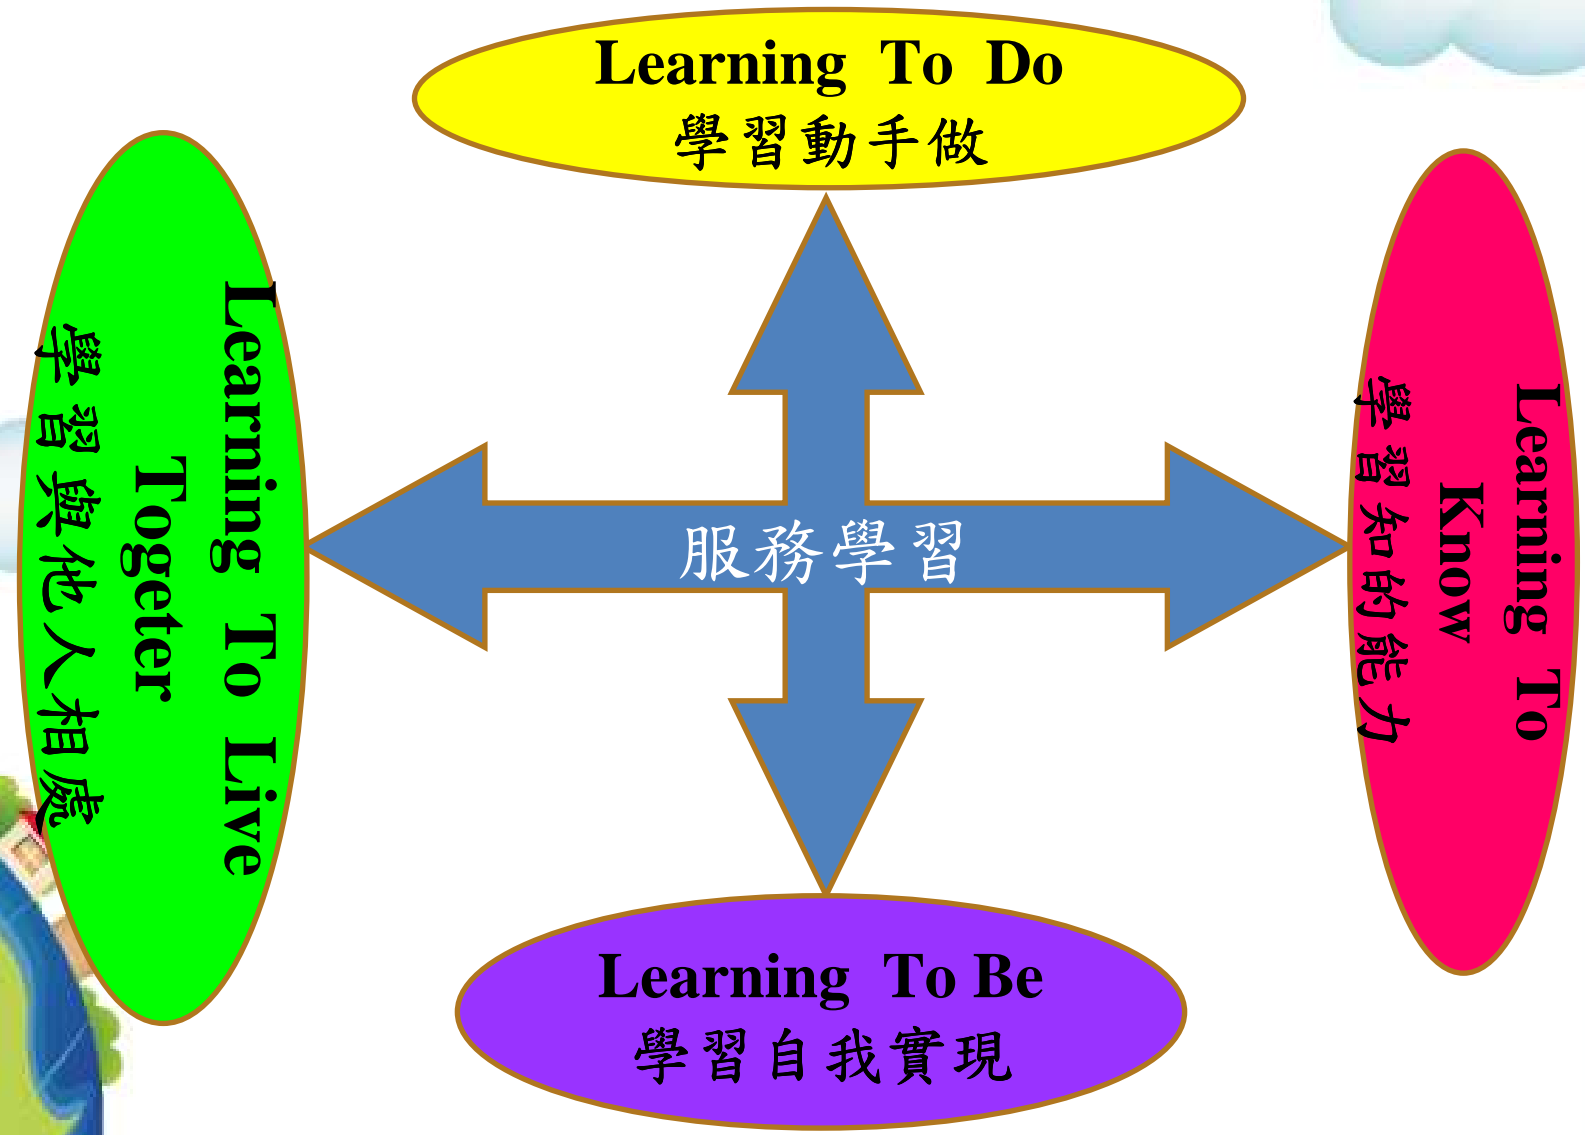 Learning To Do
學習動手做
Learning To Live
Togeter
學習與他人相處
服務學習
Learning To
Know
學習知的能力
Learning To Be
學習自我實現